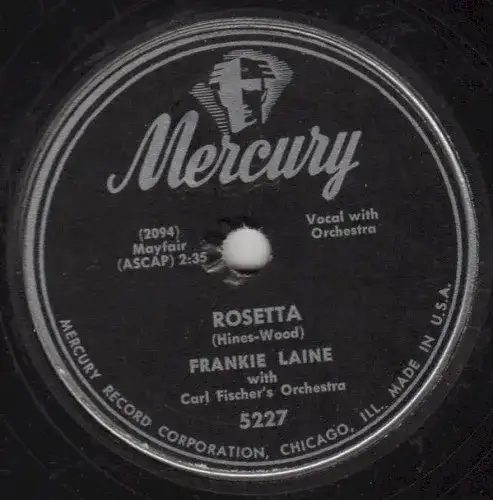 Mercury
(2094)
Mayfair
(ASCAP) 2:35
Vocal with
Orchestra
ROSETTA
(Hines-Wood)
FRANKIE LAINE
with
Carl Fischer's Orchestra
5227
MERCURY RECORD CORPORATION, CHICAGO, ILL. MADE IN U.S.A.